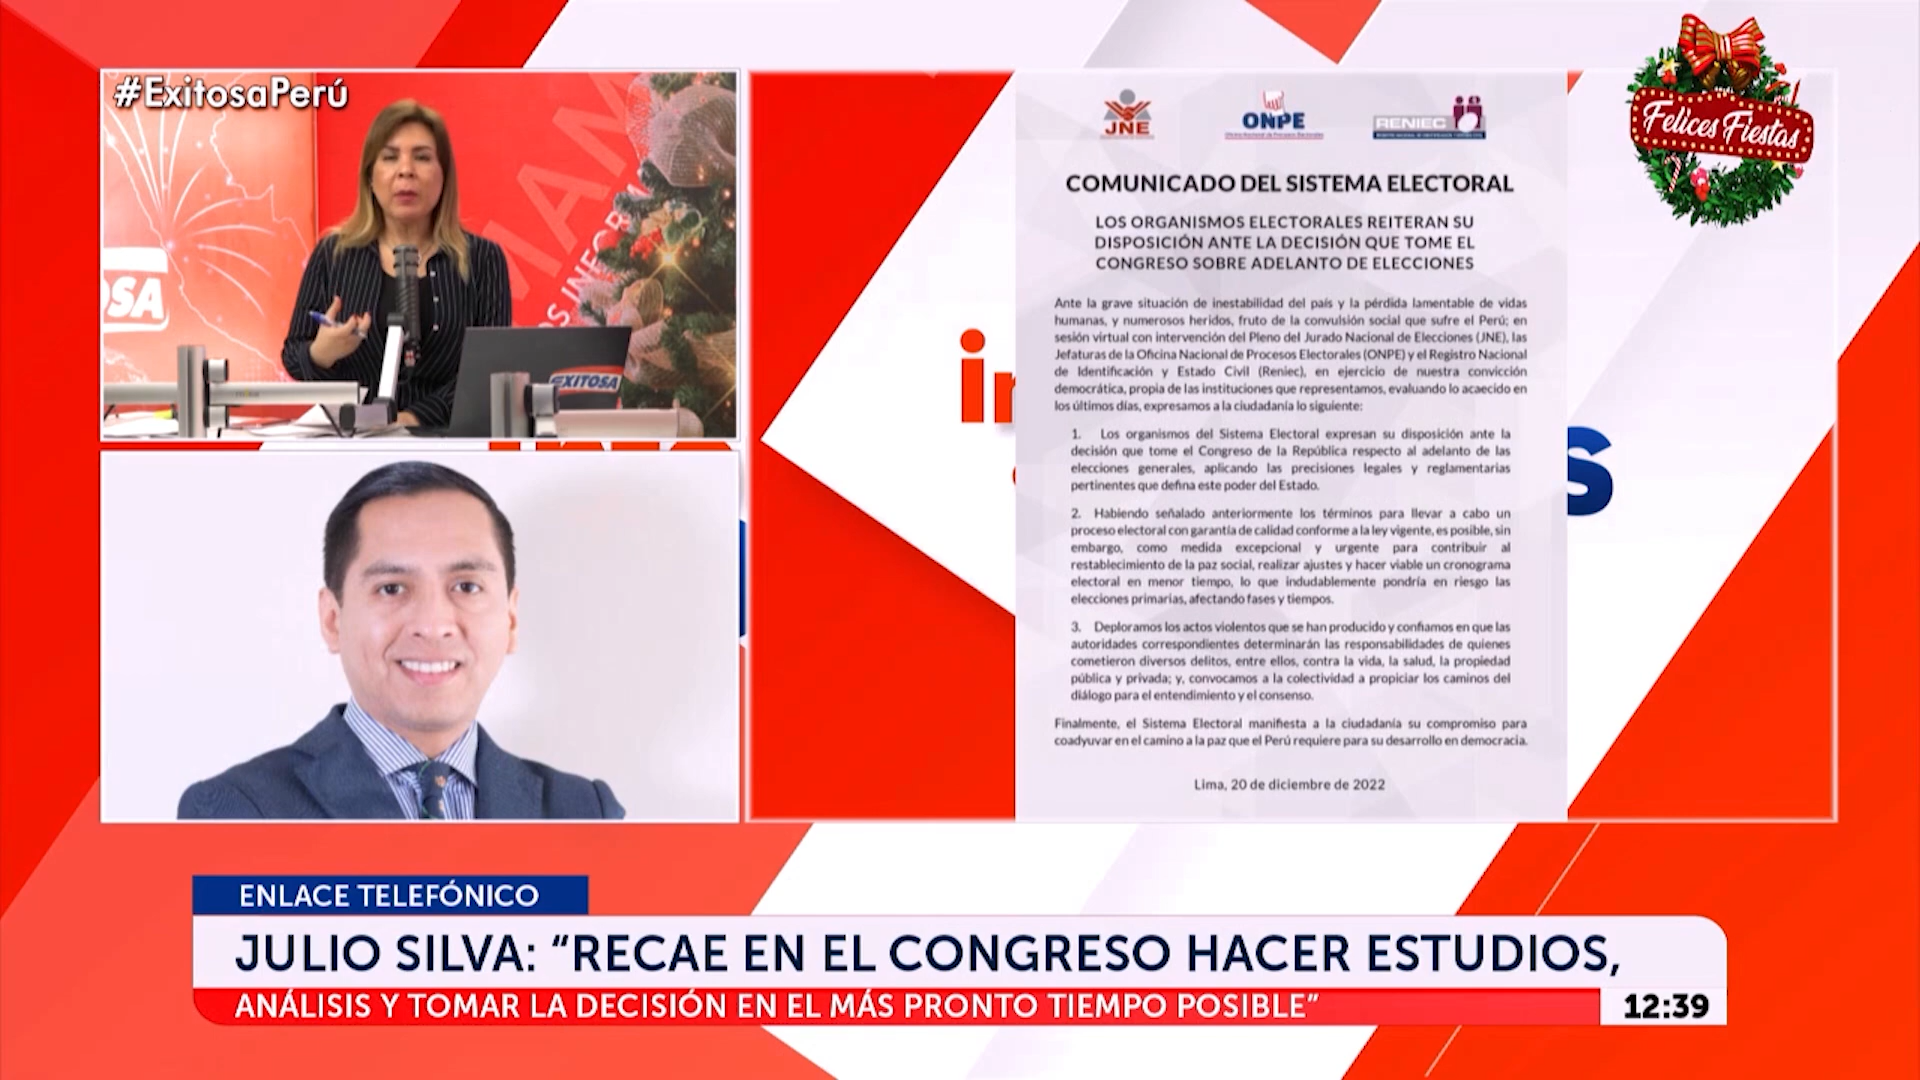 #ExitosaPerú
Felices Fiestas
EXITOSA
JNE
ONPE
Oficina Nacional de Procesos Electorales
RENIEC
COMUNICADO DEL SISTEMA ELECTORAL
LOS ORGANISMOS ELECTORALES REITERAN SU
DISPOSICIÓN ANTE LA DECISIÓN QUE TOME EL
CONGRESO SOBRE ADELANTO DE ELECCIONES
Ante la grave situación de inestabilidad del país y la pérdida lamentable de vidas
humanas, y numerosos heridos, fruto de la convulsión social que sufre el Perú; en
sesión virtual con intervención del Pleno del Jurado Nacional de Elecciones (JNE), las
Jefaturas de la Oficina Nacional de Procesos Electorales (ONPE) y el Registro Nacional
de Identificación y Estado Civil (Reniec), en ejercicio de nuestra convicción
democrática, propia de las instituciones que representamos, evaluando lo acaecido en
los últimos días, expresamos a la ciudadanía lo siguiente:
1. Los organismos del Sistema Electoral expresan su disposición ante la
decisión que tome el Congreso de la República respecto al adelanto de las
elecciones generales, aplicando las precisiones legales y reglamentarias
pertinentes que defina este poder del Estado.
2. Habiendo señalado anteriormente los términos para llevar a cabo un
proceso electoral con garantía de calidad conforme a la ley vigente, es posible, sin
embargo, como medida excepcional y urgente para contribuir al
restablecimiento de la paz social, realizar ajustes y hacer viable un cronograma
electoral en menor tiempo, lo que indudablemente pondría en riesgo las
elecciones primarias, afectando fases y tiempos.
3. Deploramos los actos violentos que se han producido y confiamos en que las
autoridades correspondientes determinarán las responsabilidades de quienes
cometieron diversos delitos, entre ellos, contra la vida, la salud, la propiedad
pública y privada; y, convocamos a la colectividad a propiciar los caminos del
diálogo para el entendimiento y el consenso.
Finalmente, el Sistema Electoral manifiesta a la ciudadanía su compromiso para
coadyuvar en el camino a la paz que el Perú requiere para su desarrollo en democracia.
Lima, 20 de diciembre de 2022
ENLACE TELEFÓNICO
JULIO SILVA: “RECAE EN EL CONGRESO HACER ESTUDIOS,
ANÁLISIS Y TOMAR LA DECISIÓN EN EL MÁS PRONTO TIEMPO POSIBLE”
12:39